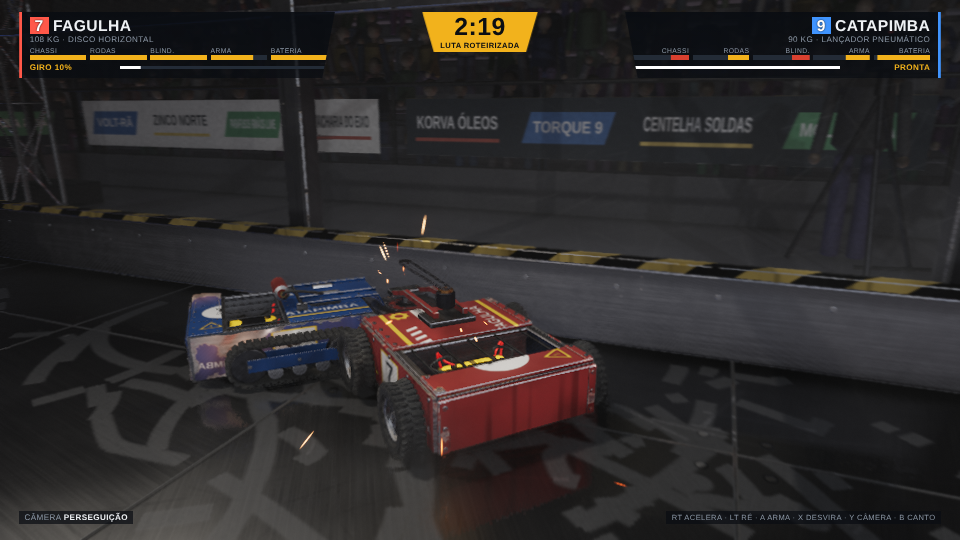 7 FAGULHA
108 KG · DISCO HORIZONTAL
CHASSI RODAS BLIND. ARMA BATERIA
GIRO 10%
2:19
LUTA ROTEIRIZADA
9 CATAPIMBA
90 KG · LANÇADOR PNEUMÁTICO
CHASSI RODAS BLIND. ARMA BATERIA
PRONTA
VOLT-RÃ
ZINCO NORTE
KORVA ÓLEOS
TORQUE 9
CENTELHA SOLDAS
CÂMERA PERSEGUIÇÃO
RT ACELERA · LT RÉ · A ARMA · X DESVIRA · Y CÂMERA · B CANTO